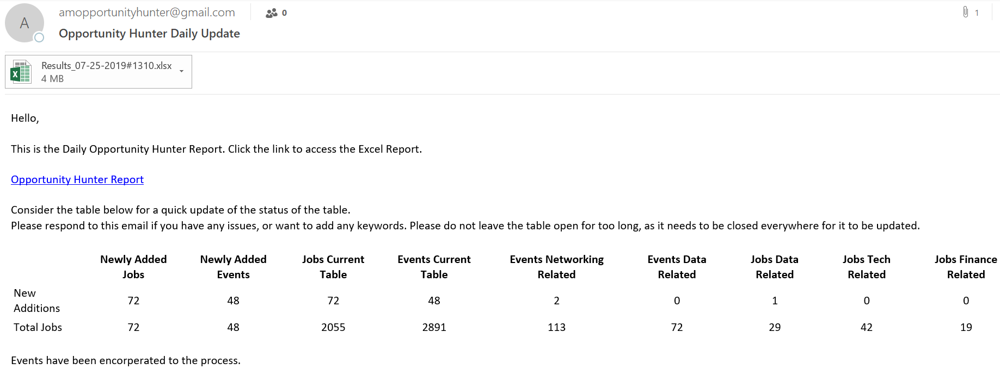 A
amopportunityhunter@gmail.com
0
1
Opportunity Hunter Daily Update
Results_07-25-2019#1310.xlsx
4 MB
Hello,
This is the Daily Opportunity Hunter Report. Click the link to access the Excel Report.
Opportunity Hunter Report
Consider the table below for a quick update of the status of the table.
Please respond to this email if you have any issues, or want to add any keywords. Please do not leave the table open for too long, as it needs to be closed everywhere for it to be updated.
Newly Added Jobs Newly Added Events Jobs Current Table Events Current Table Events Networking Related Events Data Related Jobs Data Related Jobs Tech Related Jobs Finance Related
New Additions 72 48 72 48 2 0 1 0 0
Total Jobs 72 48 2055 2891 113 72 29 42 19
Events have been encorperated to the process.